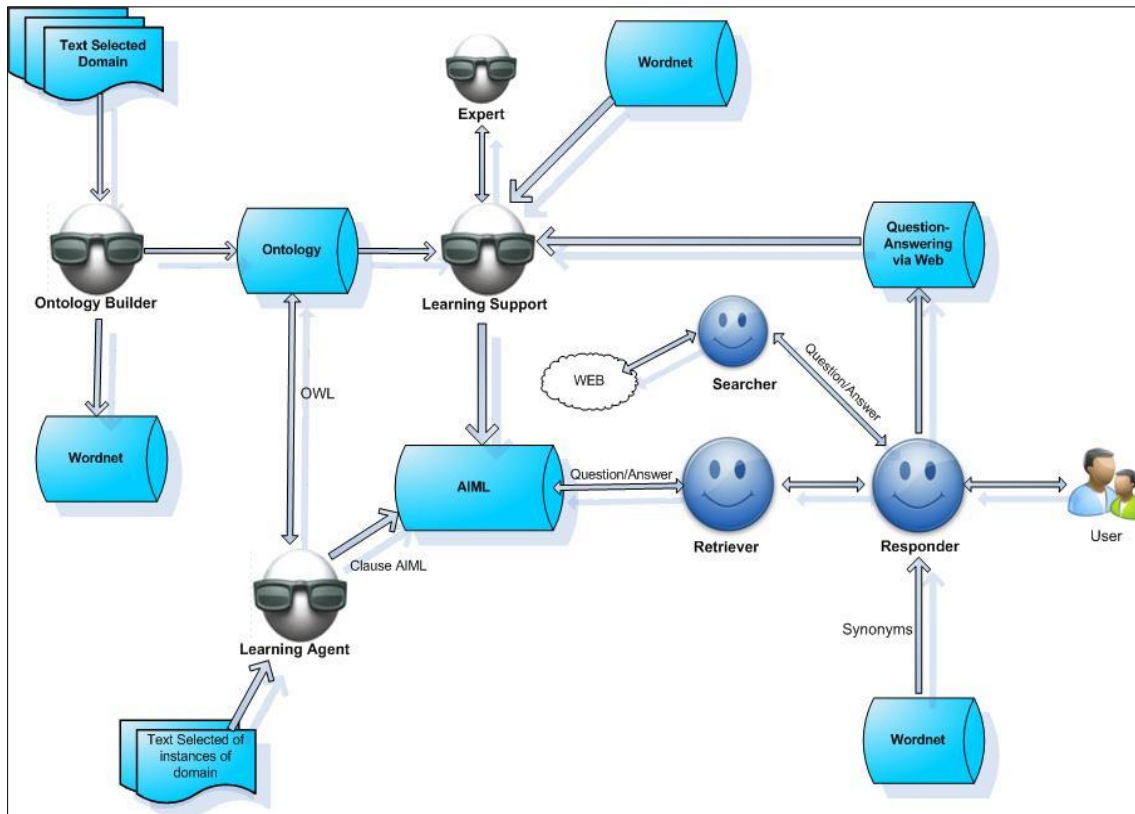 Text Selected
Domain
Expert
Wordnet
Ontology Builder
Ontology
Learning Support
Question-
Answering
via Web
WEB
Searcher
Question/Answer
OWL
Wordnet
AIML
Question/Answer
Retriever
Responder
User
Clause AIML
Learning Agent
Synonyms
Text Selected of
instances of
domain
Wordnet